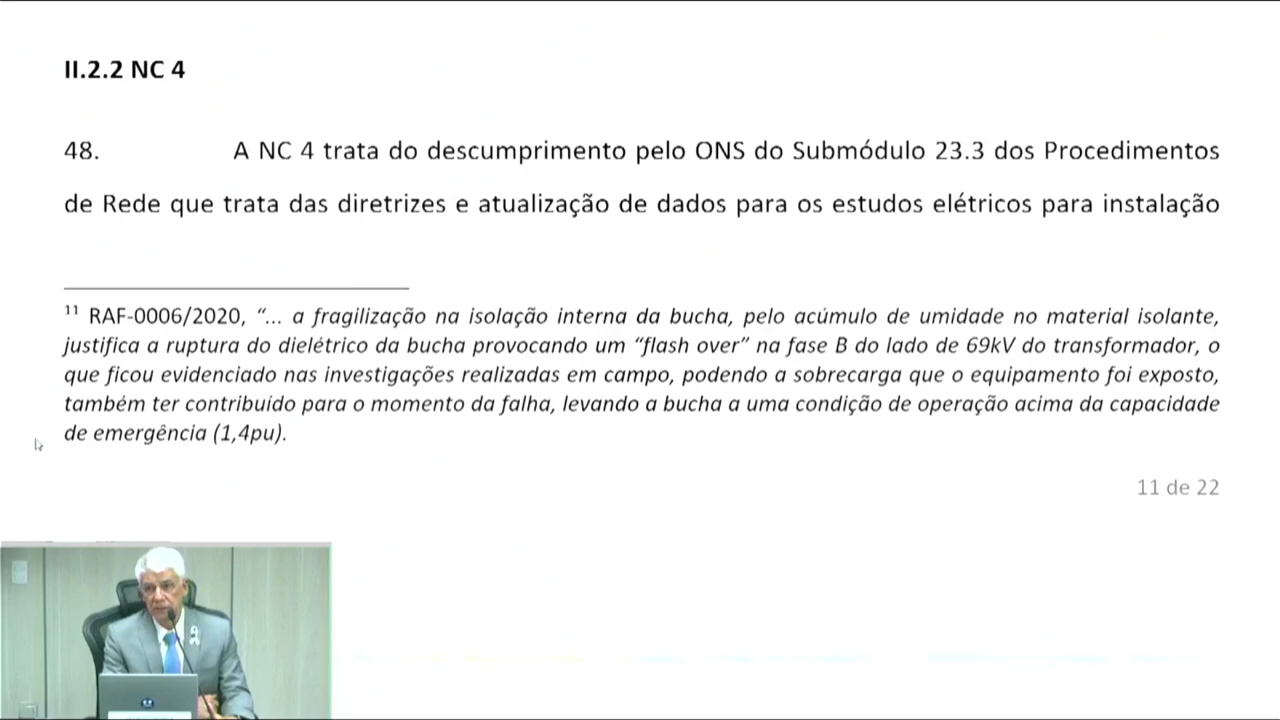 II.2.2 NC 4
48. A NC 4 trata do descumprimento pelo ONS do Submódulo 23.3 dos Procedimentos
de Rede que trata das diretrizes e atualização de dados para os estudos elétricos para instalação
11 RAF-0006/2020, “... a fragilização na isolação interna da bucha, pelo acúmulo de umidade no material isolante,
justifica a ruptura do dielétrico da bucha provocando um “flash over” na fase B do lado de 69kV do transformador, o
que ficou evidenciado nas investigações realizadas em campo, podendo a sobrecarga que o equipamento foi exposto,
também ter contribuído para o momento da falha, levando a bucha a uma condição de operação acima da capacidade
de emergência (1,4pu).
11 de 22